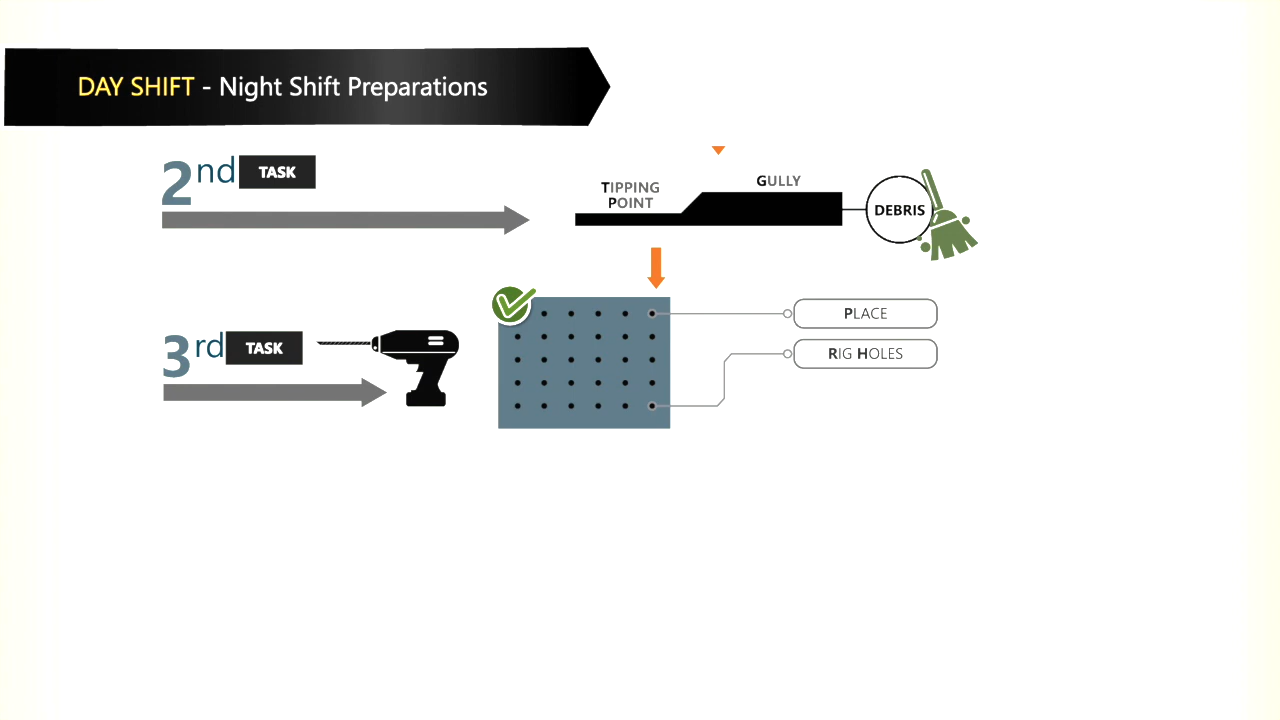 DAY SHIFT - Night Shift Preparations
2nd TASK
TIPPING
POINT
GULLY
DEBRIS
3rd TASK
PLACE
RIG HOLES